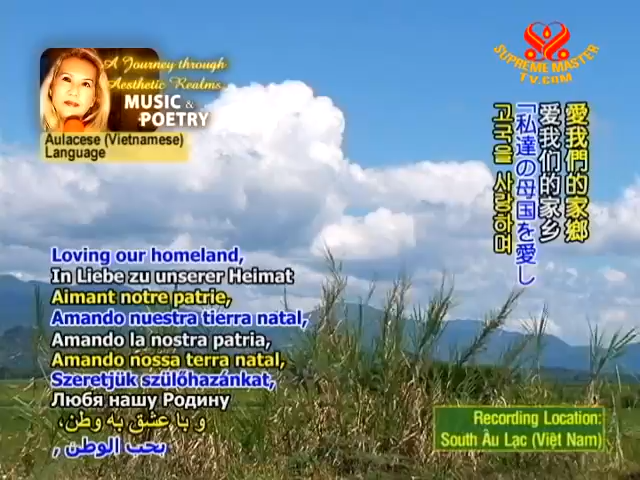 A Journey through
Aesthetic Realms
MUSIC &
POETRY
Aulacese (Vietnamese)
Language
SUPREME MASTER
TV.COM
愛我們的家鄉
爱我们的家乡
「私達の母国を愛し
고국을 사랑하며
Loving our homeland,
In Liebe zu unserer Heimat
Aimant notre patrie,
Amando nuestra tierra natal,
Amando la nostra patria,
Amando nossa terra natal,
Szeretjük szülőhazánkat,
Любя нашу Родину
و با عشق به وطن،
بحب الوطن ,
Recording Location:
South Âu Lạc (Việt Nam)